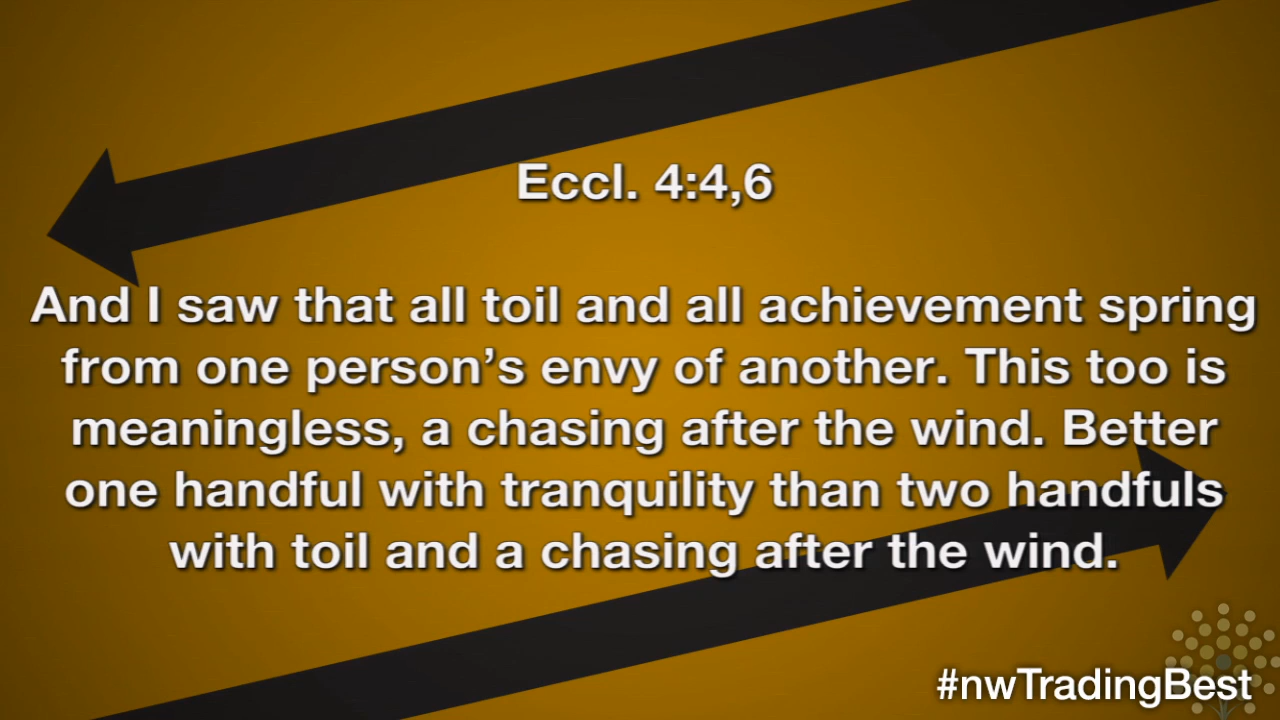 Eccl. 4:4,6
And I saw that all toil and all achievement spring
from one person’s envy of another. This too is
meaningless, a chasing after the wind. Better
one handful with tranquility than two handfuls
with toil and a chasing after the wind.
#nwTradingBest